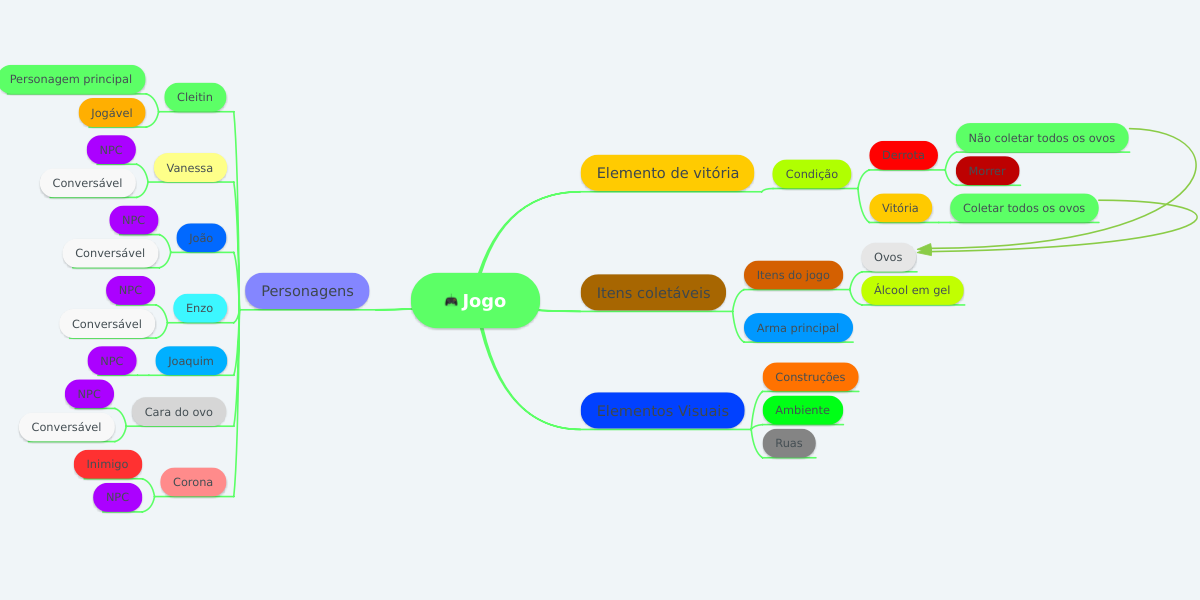 Personagem principal
Cleitin
Jogável
NPC
Vanessa
Conversável
NPC
João
Conversável
NPC
Enzo
Conversável
NPC
Joaquim
NPC
Cara do ovo
Conversável
Inimigo
Corona
NPC
Personagens
Jogo
Elemento de vitória
Condição
Derrota
Não coletar todos os ovos
Morrer
Vitória
Coletar todos os ovos
Itens coletáveis
Itens do jogo
Ovos
Álcool em gel
Arma principal
Elementos Visuais
Construções
Ambiente
Ruas